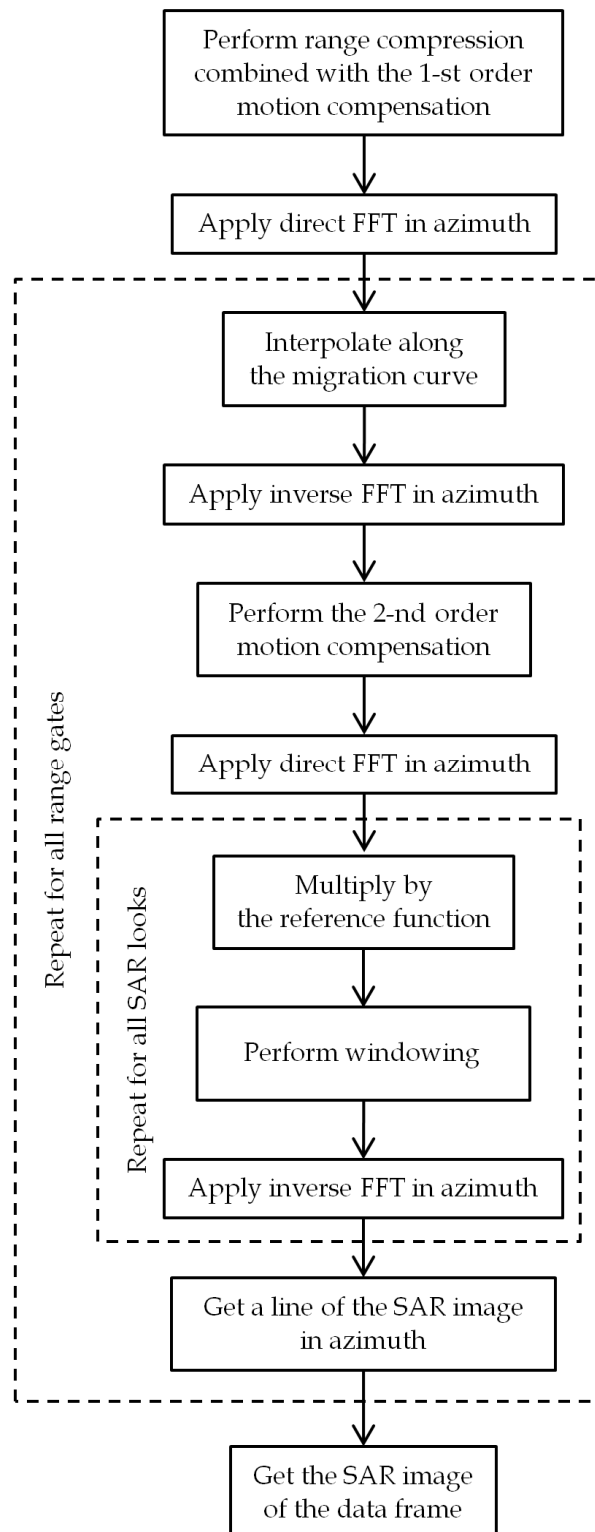 Perform range compression
combined with the 1-st order
motion compensation
Apply direct FFT in azimuth
Interpolate along
the migration curve
Apply inverse FFT in azimuth
Perform the 2-nd order
motion compensation
Apply direct FFT in azimuth
Repeat for all range gates
Repeat for all SAR looks
Multiply by
the reference function
Perform windowing
Apply inverse FFT in azimuth
Get a line of the SAR image
in azimuth
Get the SAR image
of the data frame